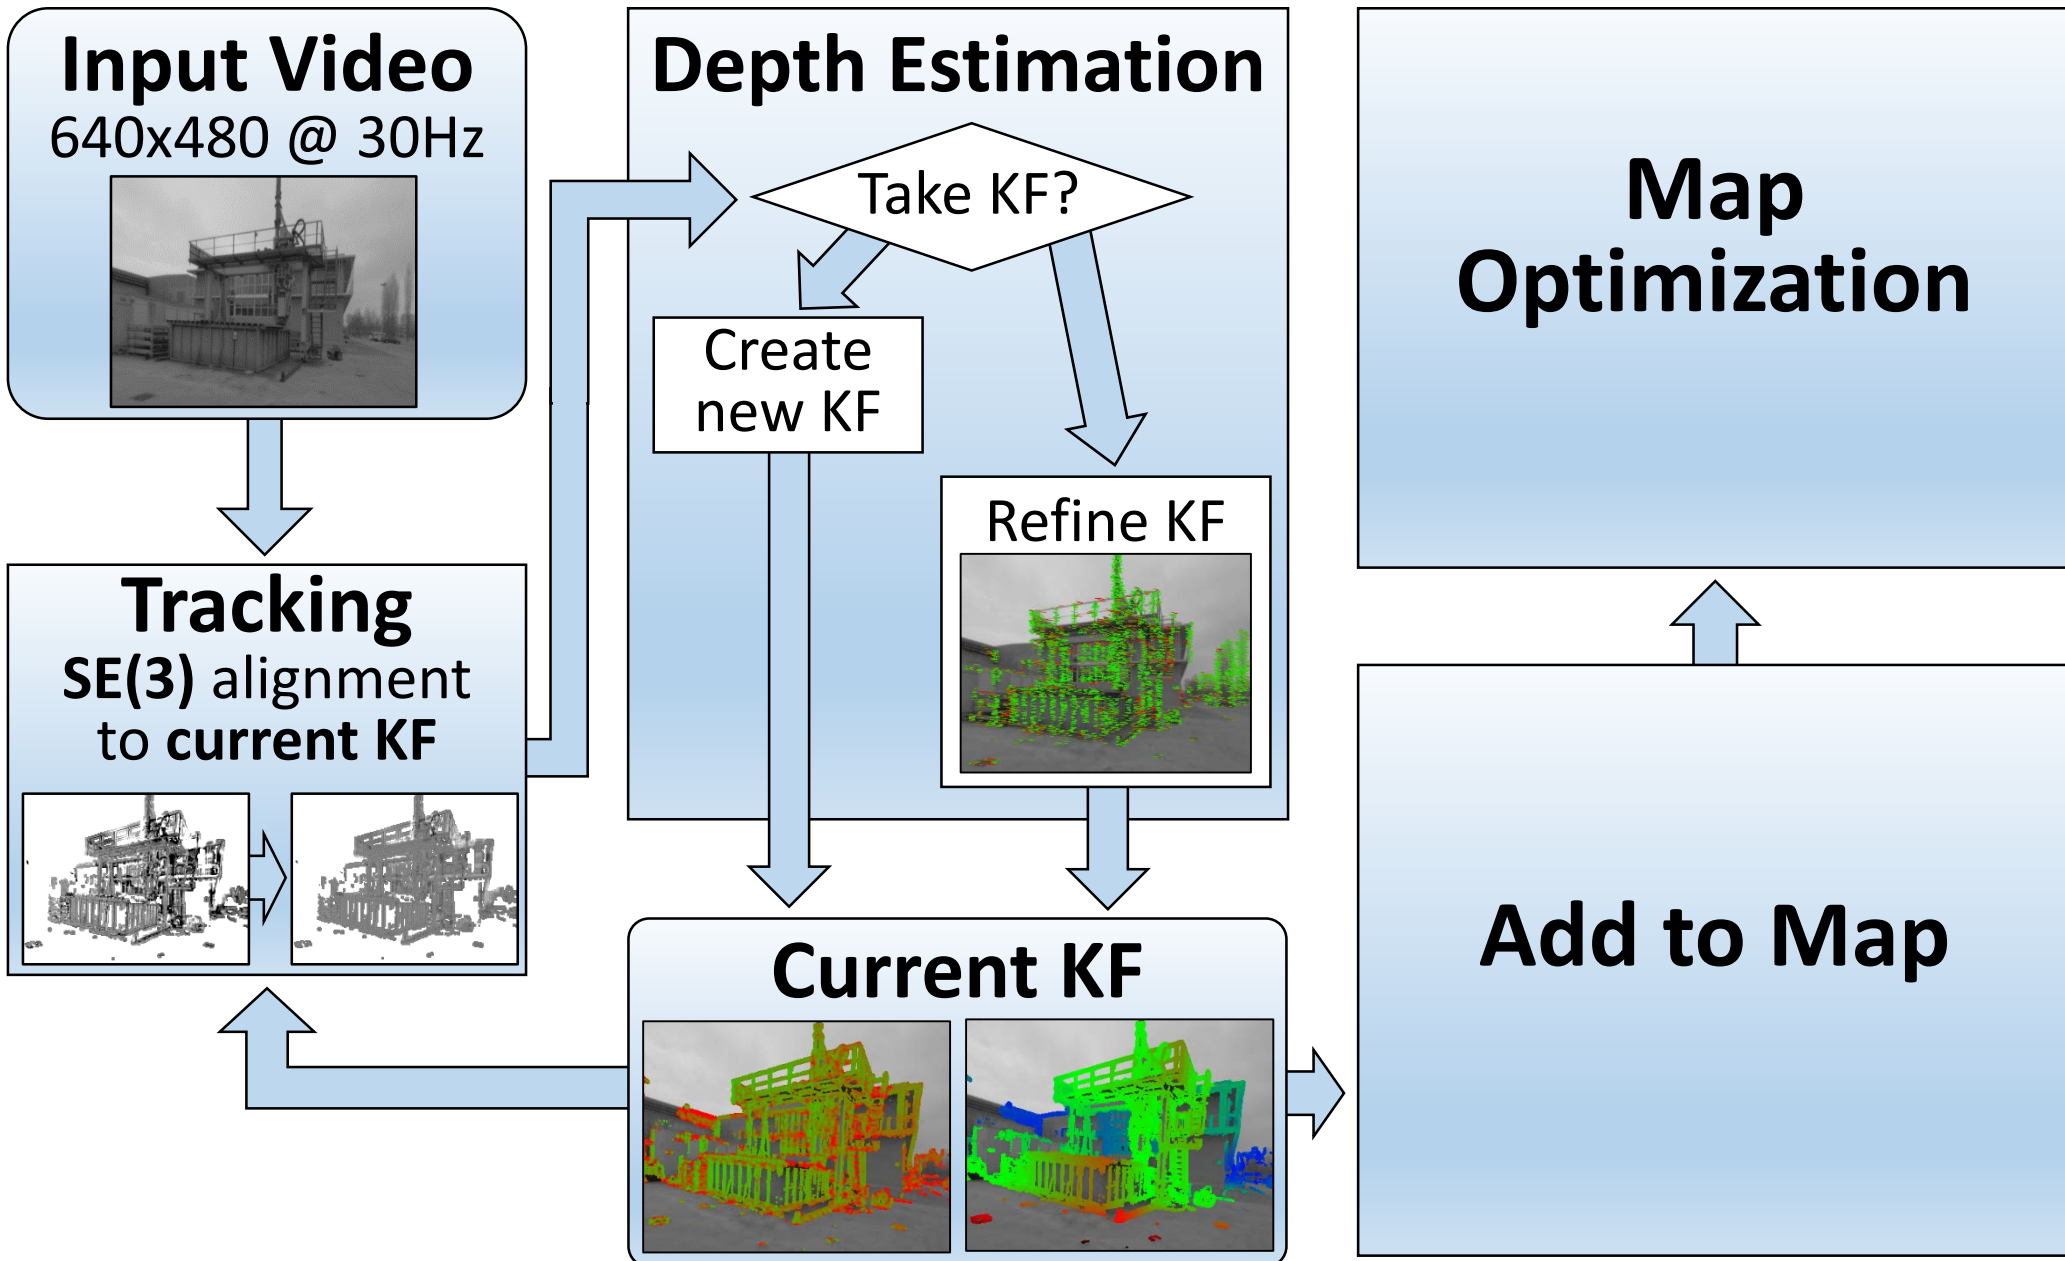 Input Video
640x480 @ 30Hz
Tracking
SE(3) alignment
to current KF
Depth Estimation
Take KF?
Create
new KF
Refine KF
Current KF
Map
Optimization
Add to Map